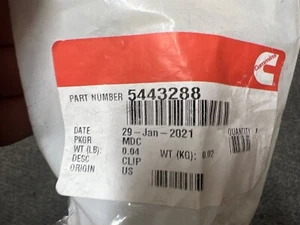 Cummins
PART NUMBER 5443288
DATE 29-Jan-2021 QUANTITY
PKGR MDC
WT (LB): 0.04 WT (KG): 0.02
DESC CLIP
ORIGIN US